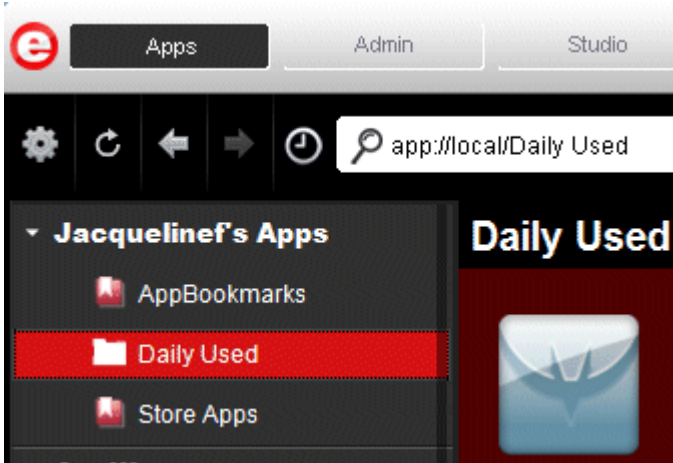 e
Apps
Admin
Studio
app://local/Daily Used
Jacquelinef's Apps
Daily Used
AppBookmarks
Daily Used
Store Apps